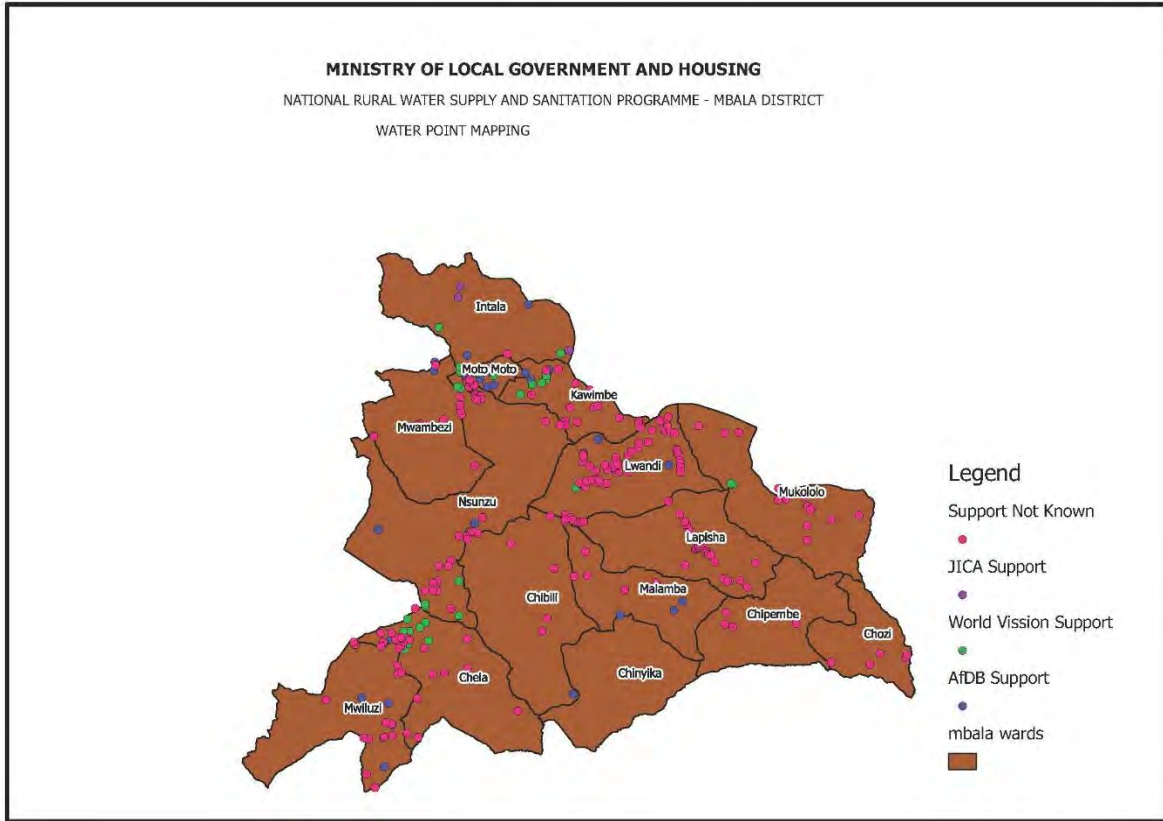 MINISTRY OF LOCAL GOVERNMENT AND HOUSING
NATIONAL RURAL WATER SUPPLY AND SANITATION PROGRAMME - MBALA DISTRICT
WATER POINT MAPPING
Intala
Moto Moto
Kawimbe
Mwambezi
Lwandi
Nsunzu
Mukololo
Lapisha
Chibili
Malamba
Chipembe
Chozi
Chela
Chinyika
Mwiluzi
Legend
Support Not Known
JICA Support
World Vission Support
AfDB Support
mbala wards